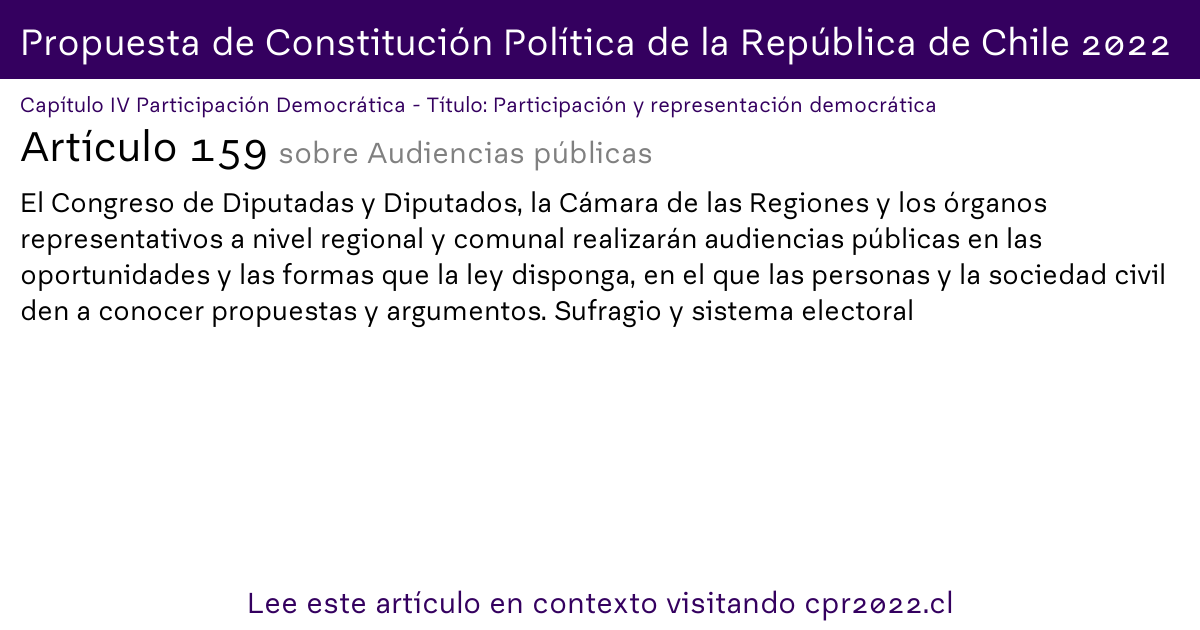 Propuesta de Constitución Política de la República de Chile 2022
Capítulo IV Participación Democrática - Título: Participación y representación democrática
Artículo 159 sobre Audiencias públicas
El Congreso de Diputadas y Diputados, la Cámara de las Regiones y los órganos
representativos a nivel regional y comunal realizarán audiencias públicas en las
oportunidades y las formas que la ley disponga, en el que las personas y la sociedad civil
den a conocer propuestas y argumentos. Sufragio y sistema electoral
Lee este artículo en contexto visitando cpr2022.cl